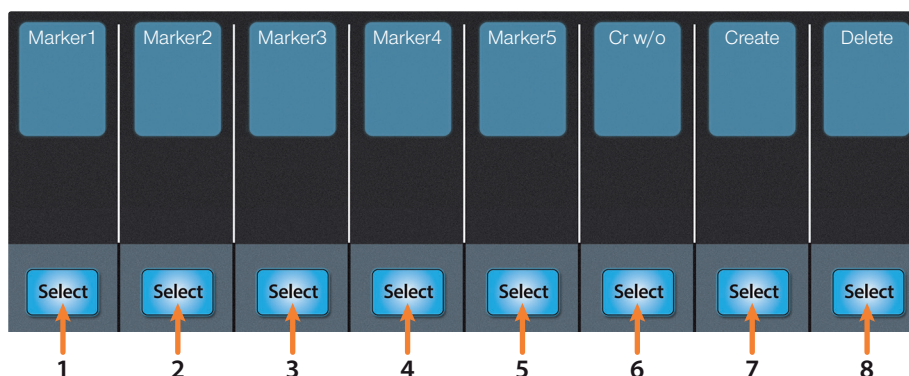 Marker1 Marker2 Marker3 Marker4 Marker5 Cr w/o Create Delete
Select Select Select Select Select Select Select Select
1 2 3 4 5 6 7 8